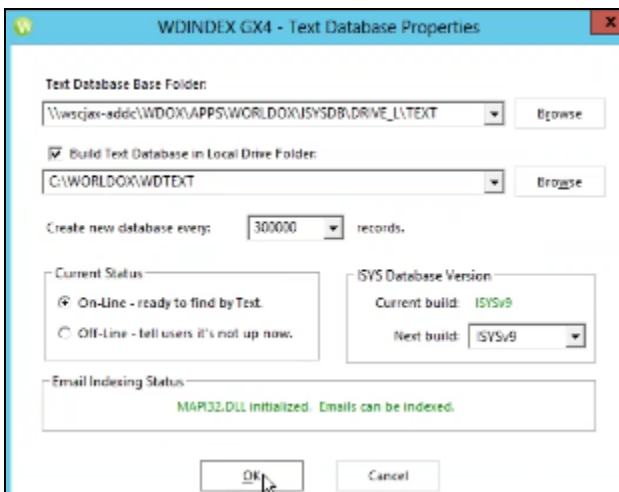 WDINDEX GX4 - Text Database Properties
x
Text Database Base Folder:
\\wscjax-addc\WDOX\APPS\WORLDOX\ISYSDB\DRIVE_L\TEXT
Browse
Build Text Database in Local Drive Folder:
C:\WORLDOX\WDTEXT
Browse
Create new database every: 300000 records.
Current Status
On-Line - ready to find by Text.
Off-Line - tell users it's not up now.
ISYS Database Version
Current build: ISYSv9
Next build: ISYSv9
Email Indexing Status
MAPI32.DLL initialized. Emails can be indexed.
OK Cancel